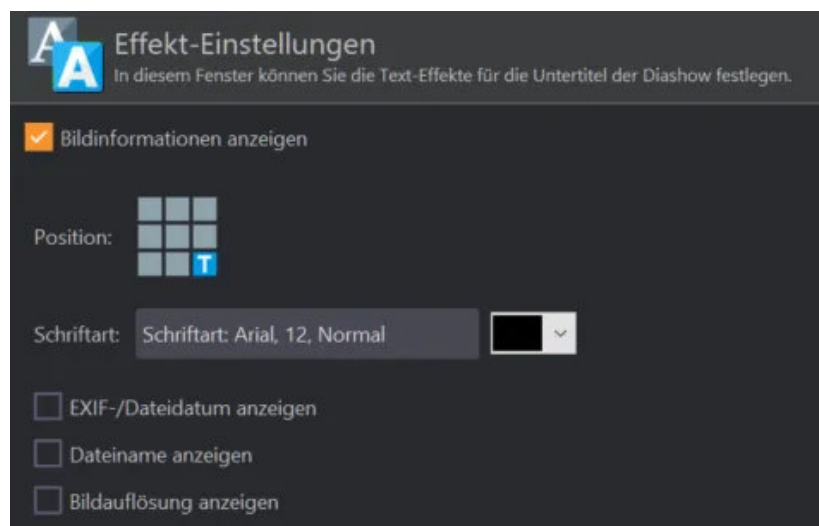 Effekt-Einstellungen
In diesem Fenster können Sie die Text-Effekte für die Untertitel der Diashow festlegen.
Bildinformationen anzeigen
Position:
T
Schriftart: Schriftart: Arial, 12, Normal
EXIF-/Dateidatum anzeigen
Dateiname anzeigen
Bildauflösung anzeigen